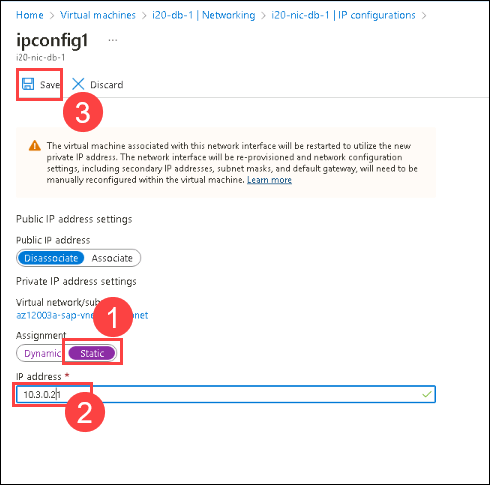 Home > Virtual machines > i20-db-1 | Networking > i20-nic-db-1 | IP configurations >
ipconfig1 ...
i20-nic-db-1
Save Discard
3
The virtual machine associated with this network interface will be restarted to utilize the new
private IP address. The network interface will be re-provisioned and network configuration
settings, including secondary IP addresses, subnet masks, and default gateway, will need to be
manually reconfigured within the virtual machine. Learn more
Public IP address settings
Public IP address
Disassociate Associate
Private IP address settings
Virtual network/su
az12003a-sap-vne net
1
Assignment
Dynamic Static
IP address *
10.3.0.21
2